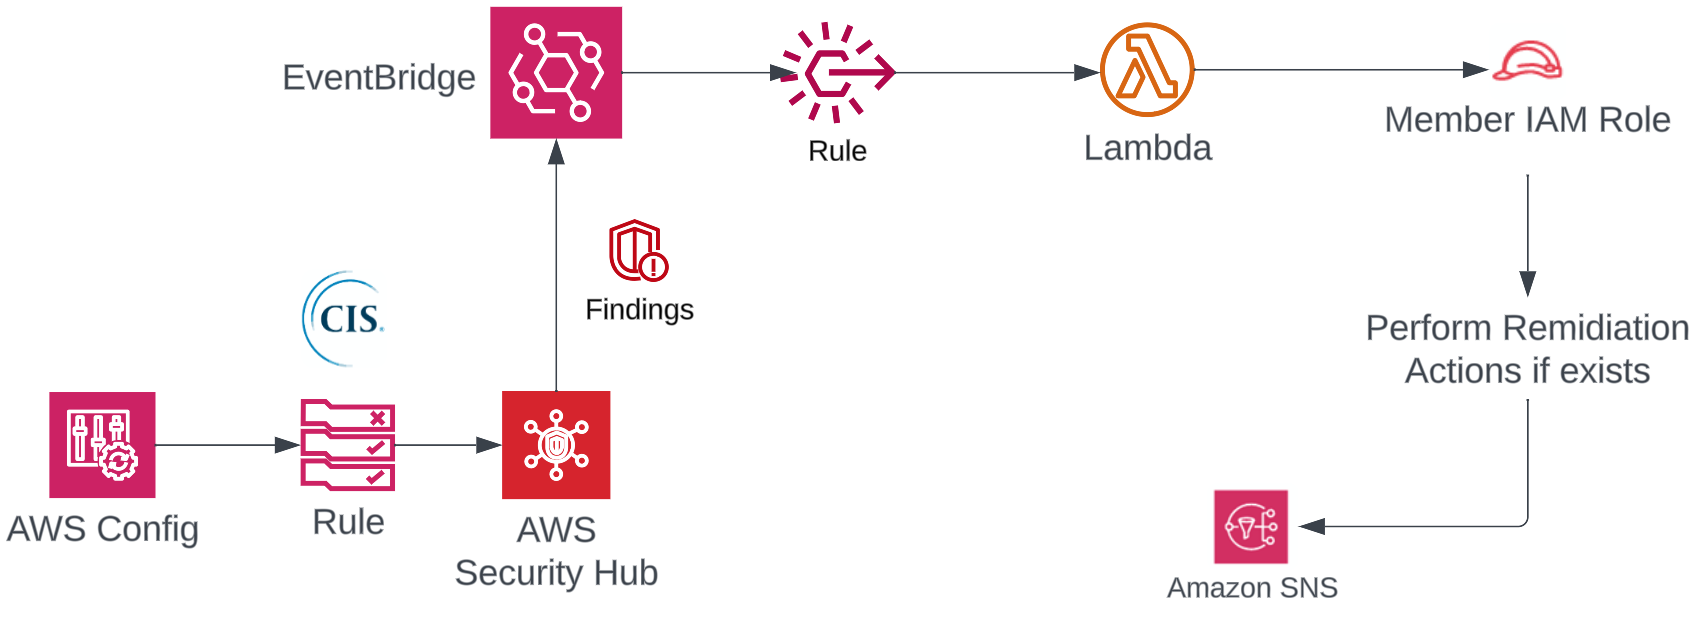 EventBridge
Rule
Lambda
Member IAM Role
Findings
CIS.
Perform Remidiation
Actions if exists
AWS Config
Rule
AWS
Security Hub
Amazon SNS